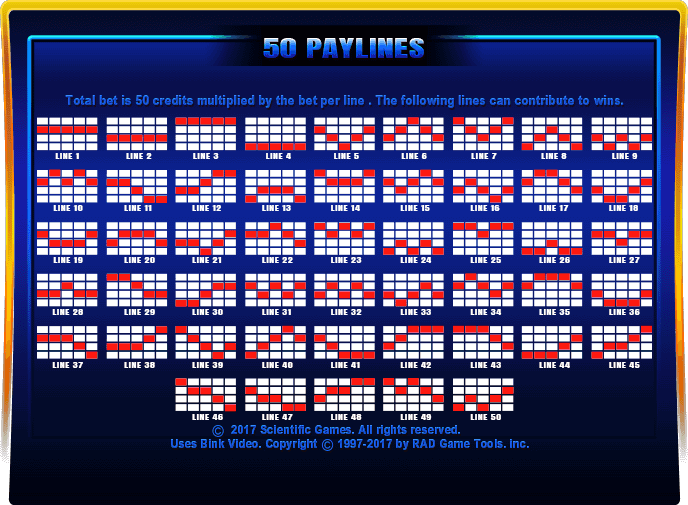 50 PAYLINES
Total bet is 50 credits multiplied by the bet per line . The following lines can contribute to wins.
LINE 1 LINE 2 LINE 3 LINE 4 LINE 5 LINE 6 LINE 7 LINE 8 LINE 9
LINE 10 LINE 11 LINE 12 LINE 13 LINE 14 LINE 15 LINE 16 LINE 17 LINE 18
LINE 19 LINE 20 LINE 21 LINE 22 LINE 23 LINE 24 LINE 25 LINE 26 LINE 27
LINE 28 LINE 29 LINE 30 LINE 31 LINE 32 LINE 33 LINE 34 LINE 35 LINE 36
LINE 37 LINE 38 LINE 39 LINE 40 LINE 41 LINE 42 LINE 43 LINE 44 LINE 45
LINE 46 LINE 47 LINE 48 LINE 49 LINE 50
© 2017 Scientific Games. All rights reserved.
Uses Bink Video. Copyright © 1997-2017 by RAD Game Tools, Inc.